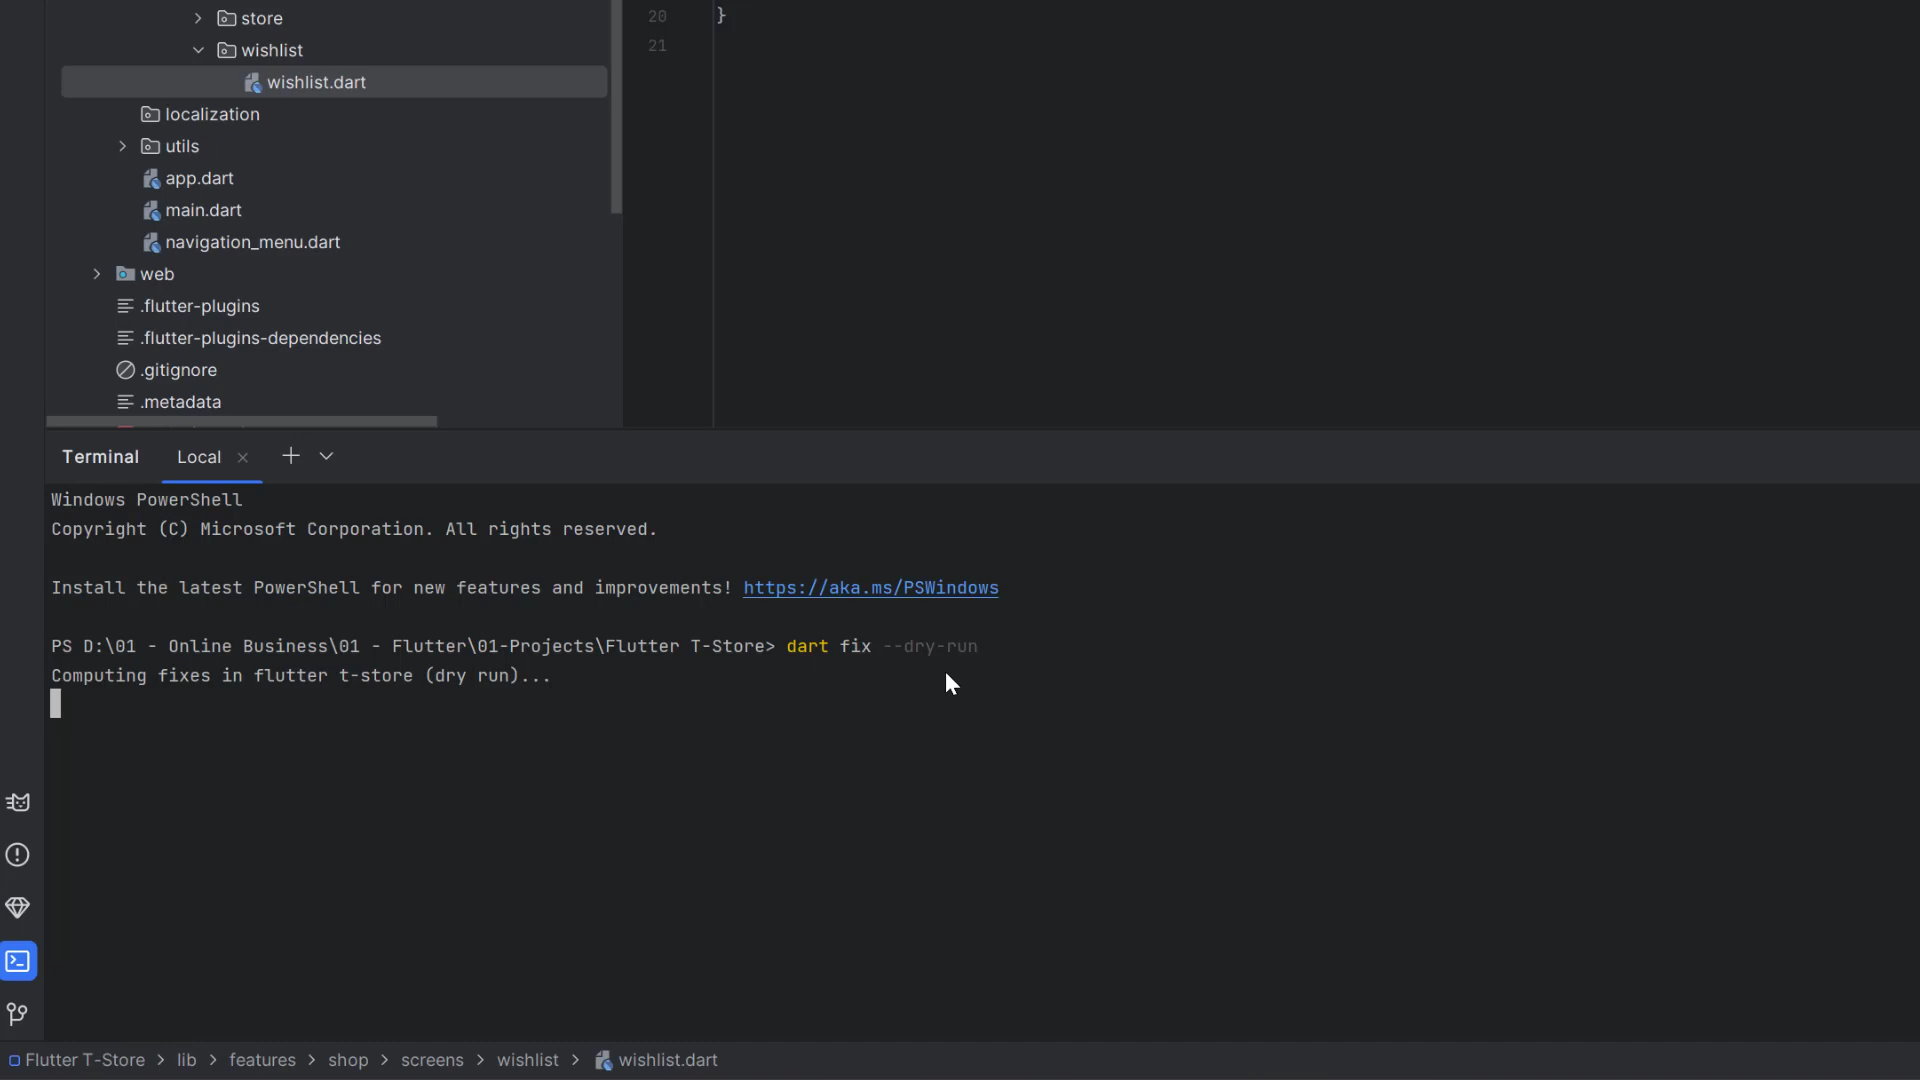 store
20 }
wishlist
21
wishlist.dart
localization
utils
app.dart
main.dart
navigation_menu.dart
web
.flutter-plugins
.flutter-plugins-dependencies
.gitignore
.metadata
Terminal Local
Windows PowerShell
Copyright (C) Microsoft Corporation. All rights reserved.
Install the latest PowerShell for new features and improvements! https://aka.ms/PSWindows
PS D:\01 - Online Business\01 - Flutter\01-Projects\Flutter T-Store> dart fix --dry-run
Computing fixes in flutter t-store (dry run)...
Flutter T-Store > lib > features > shop > screens > wishlist > wishlist.dart